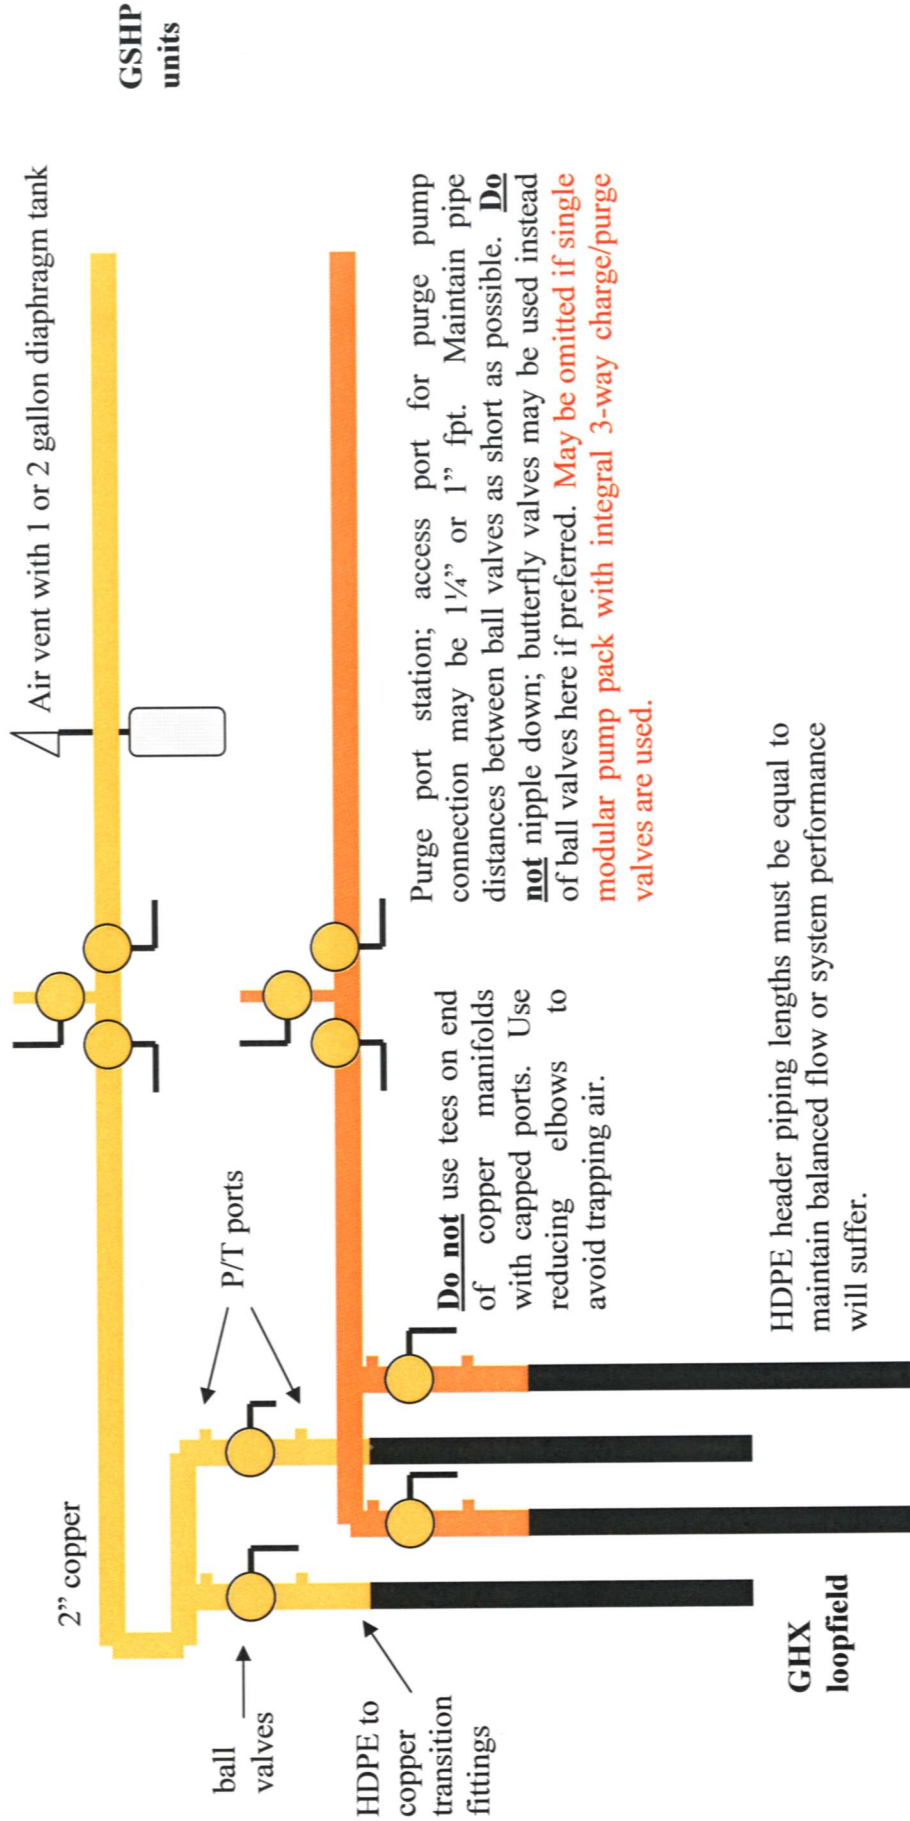 Air vent with 1 or 2 gallon diaphragm tank
GSHP
units
2” copper
P/T ports
ball
valves
HDPE to
copper
transition
fittings
Do not use tees on end
of copper manifolds
with capped ports. Use
reducing elbows to
avoid trapping air.
Purge port station; access port for purge pump
connection may be 1¼” or 1” fpt. Maintain pipe
distances between ball valves as short as possible. Do
not nipple down; butterfly valves may be used instead
of ball valves here if preferred. May be omitted if single
modular pump pack with integral 3-way charge/purge
valves are used.
HDPE header piping lengths must be equal to
maintain balanced flow or system performance
will suffer.
GHX
loopfield